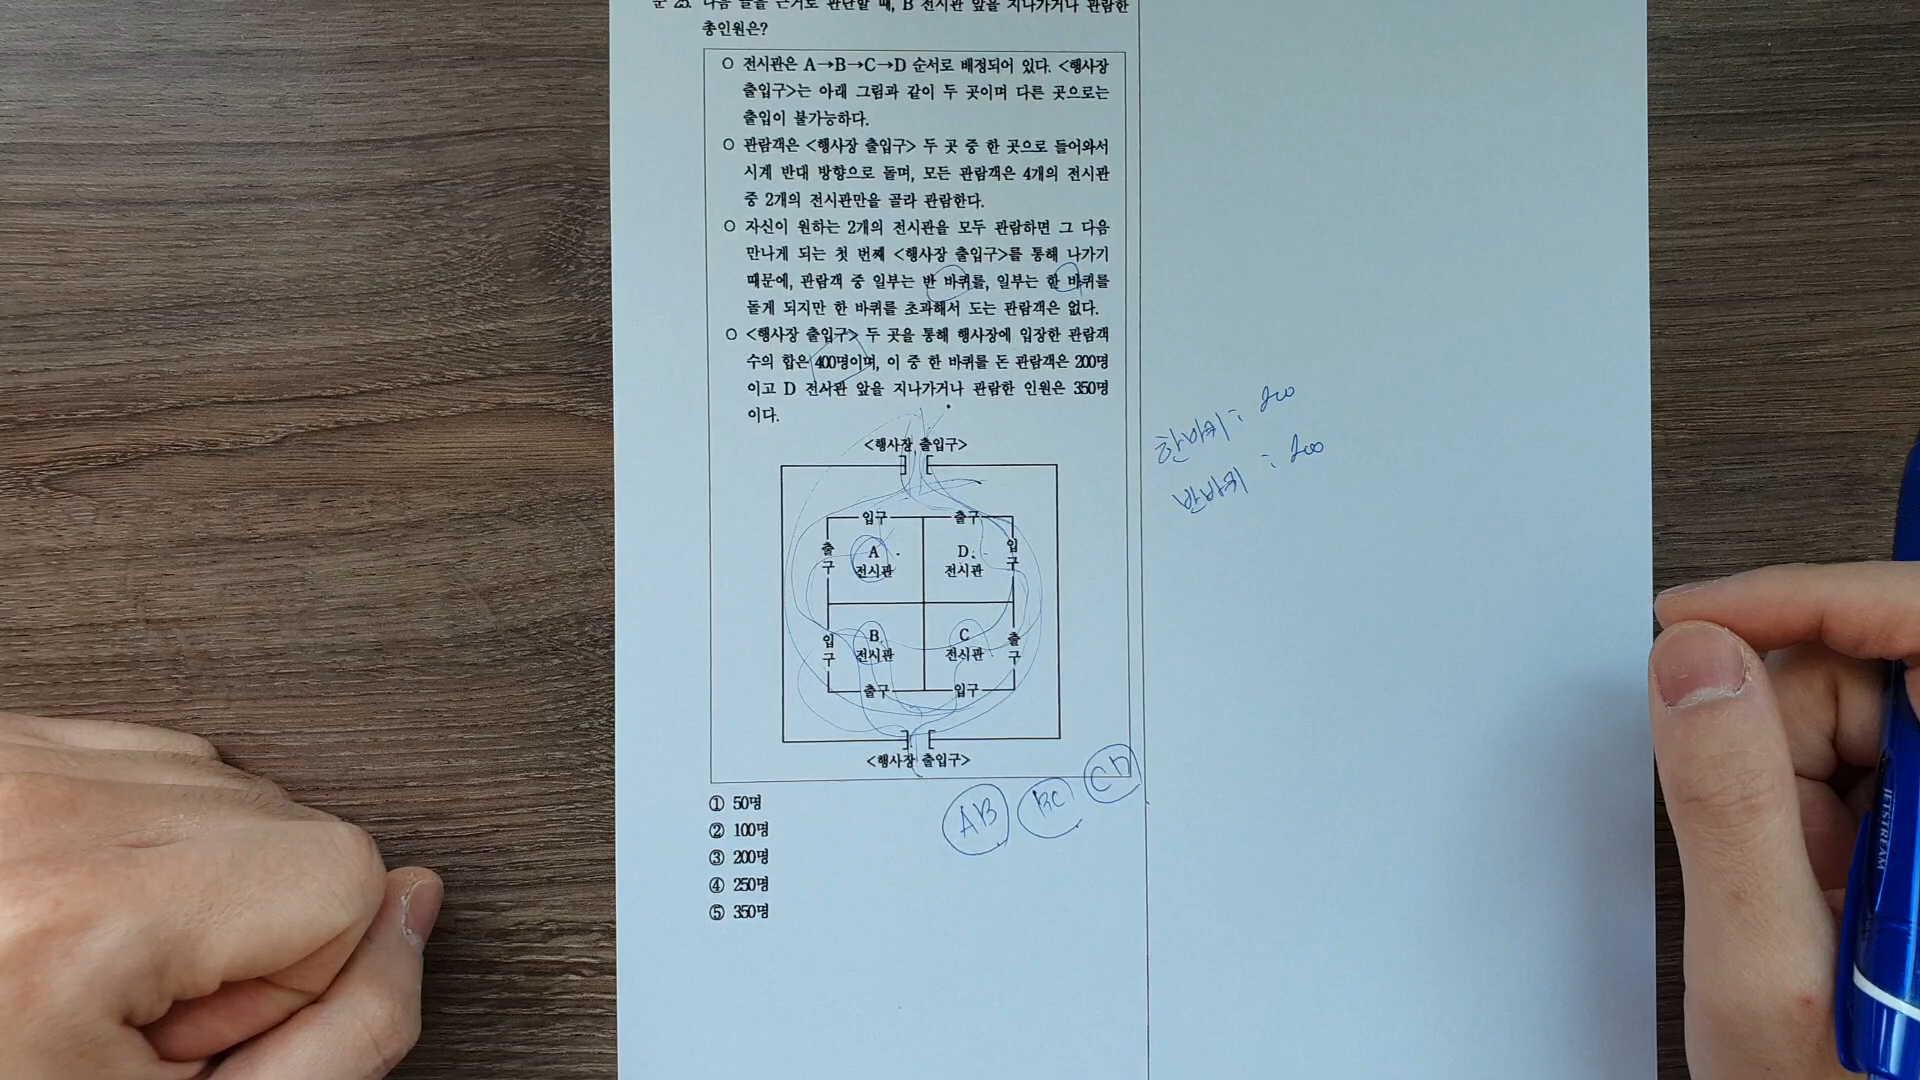 문 25. 다음 글을 근거로 판단할 때, B 전시관 앞을 지나가거나 관람한
총인원은?
○ 전시관은 A→B→C→D 순서로 배정되어 있다. <행사장
출입구>는 아래 그림과 같이 두 곳이며 다른 곳으로는
출입이 불가능하다.
○ 관람객은 <행사장 출입구> 두 곳 중 한 곳으로 들어와서
시계 반대 방향으로 돌며, 모든 관람객은 4개의 전시관
중 2개의 전시관만을 골라 관람한다.
○ 자신이 원하는 2개의 전시관을 모두 관람하면 그 다음
만나게 되는 첫 번째 <행사장 출입구>를 통해 나가기
때문에, 관람객 중 일부는 반 바퀴를, 일부는 한 바퀴를
돌게 되지만 한 바퀴를 초과해서 도는 관람객은 없다.
○ <행사장 출입구> 두 곳을 통해 행사장에 입장한 관람객
수의 합은 400명이며, 이 중 한 바퀴를 돈 관람객은 200명
이고 D 전시관 앞을 지나가거나 관람한 인원은 350명
이다.
한바퀴 : 200
반바퀴 : 200
<행사장 출입구>
입구 출구
출구 A 전시관 D 전시관 입구
입구 B 전시관 C 전시관 출구
출구 입구
<행사장 출입구>
AB BC CD
① 50명
② 100명
③ 200명
④ 250명
⑤ 350명
JETSTREAM